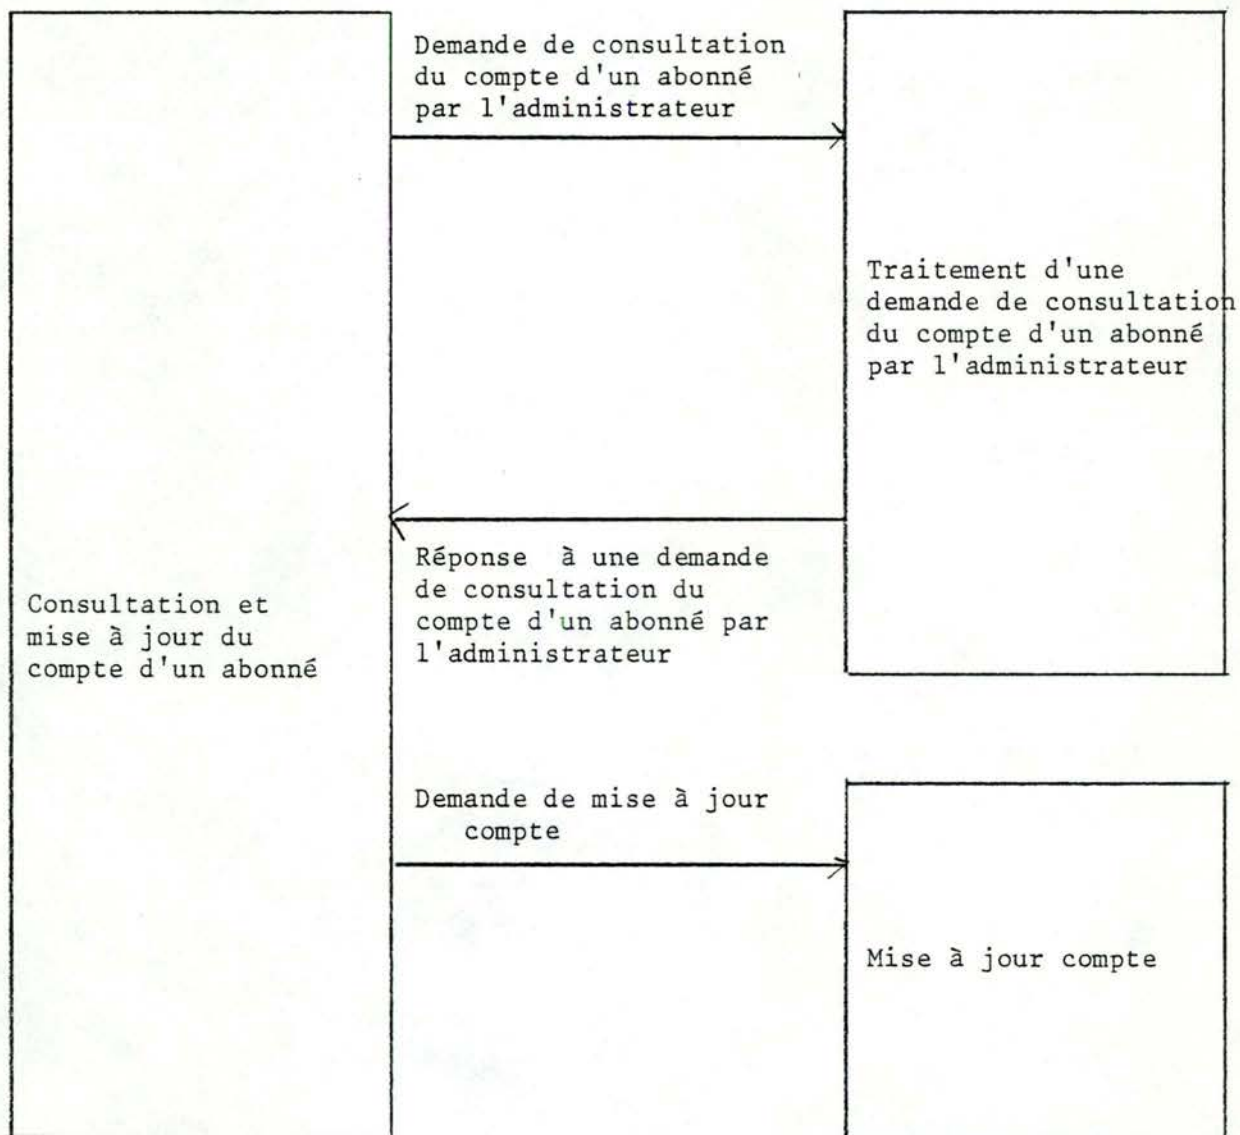 Demande de consultation
du compte d'un abonné
par l'administrateur
Traitement d'une
demande de consultation
du compte d'un abonné
par l'administrateur
Réponse à une demande
de consultation du
compte d'un abonné par
l'administrateur
Consultation et
mise à jour du
compte d'un abonné
Demande de mise à jour
compte
Mise à jour compte